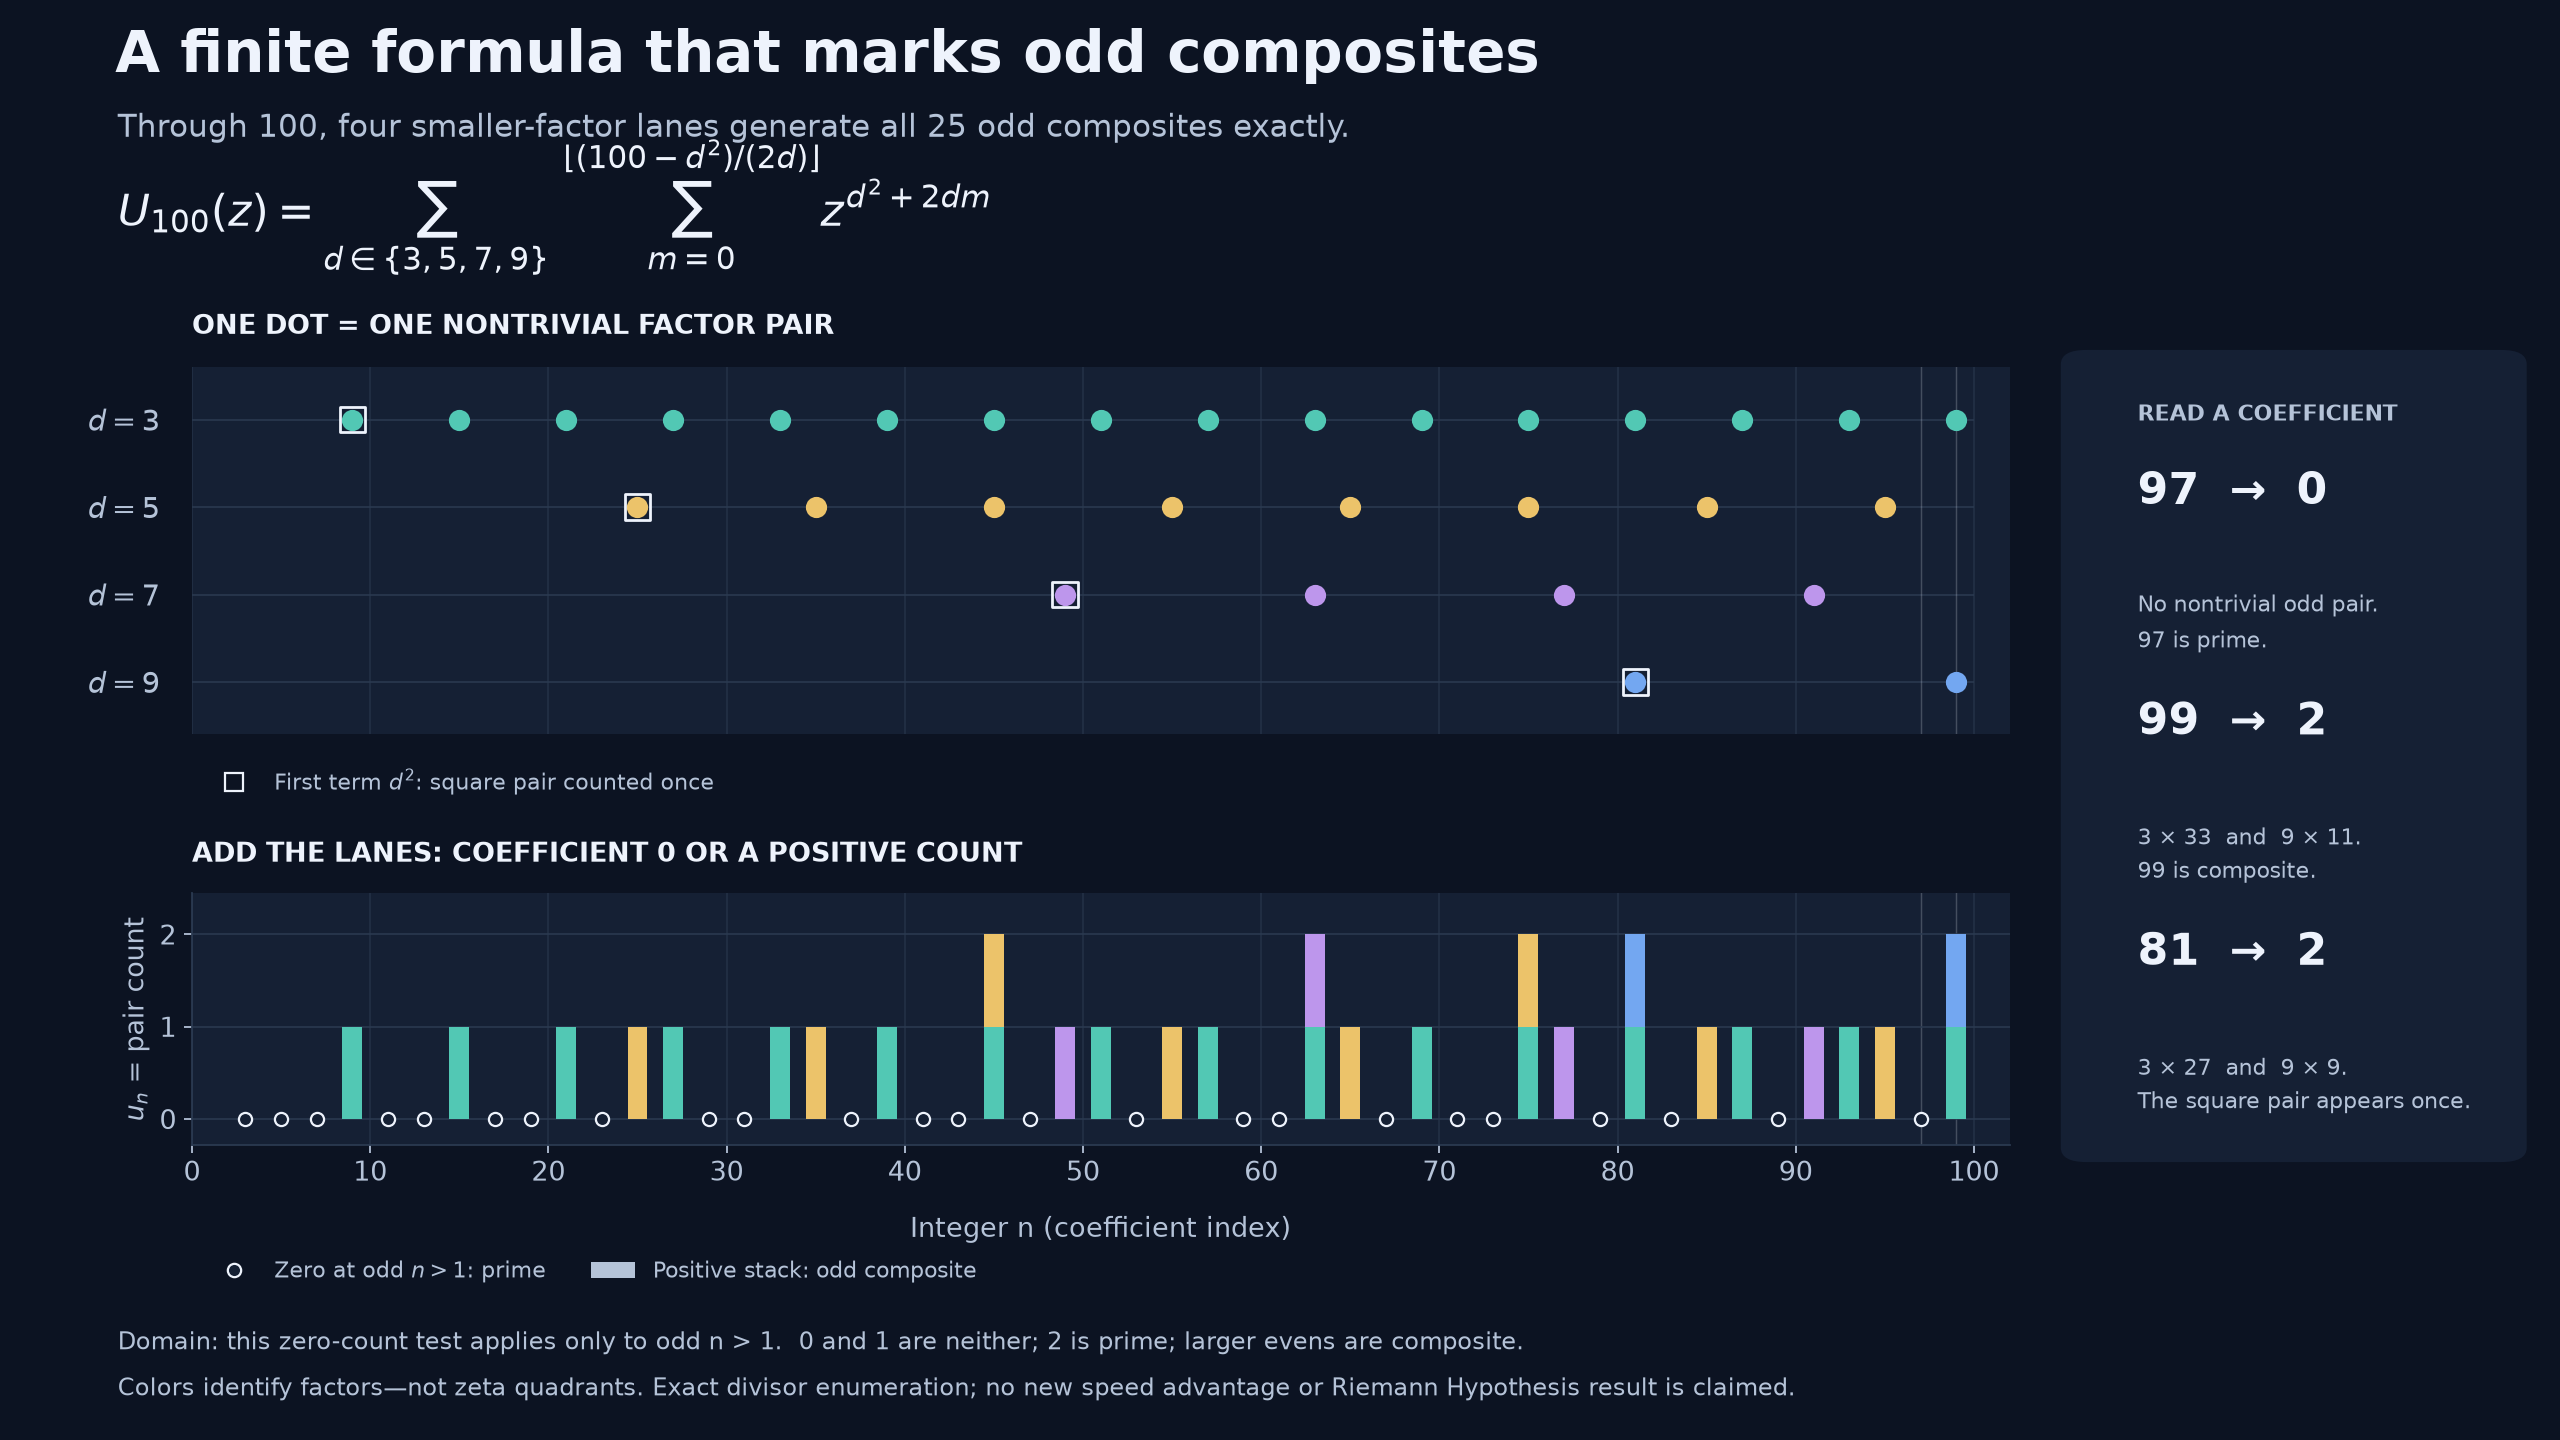 A finite formula that marks odd composites
Through 100, four smaller-factor lanes generate all 25 odd composites exactly.
U₁₀₀(z) = ∑_{d ∈ {3, 5, 7, 9}} ∑_{m = 0}^{⌊(100 − d²)/(2d)⌋} z^{d² + 2dm}
ONE DOT = ONE NONTRIVIAL FACTOR PAIR
d = 3
d = 5
d = 7
d = 9
First term d²: square pair counted once
ADD THE LANES: COEFFICIENT 0 OR A POSITIVE COUNT
uₙ = pair count
2
1
0
0 10 20 30 40 50 60 70 80 90 100
Integer n (coefficient index)
Zero at odd n > 1: prime
Positive stack: odd composite
READ A COEFFICIENT
97 → 0
No nontrivial odd pair.
97 is prime.
99 → 2
3 × 33 and 9 × 11.
99 is composite.
81 → 2
3 × 27 and 9 × 9.
The square pair appears once.
Domain: this zero-count test applies only to odd n > 1. 0 and 1 are neither; 2 is prime; larger evens are composite.
Colors identify factors—not zeta quadrants. Exact divisor enumeration; no new speed advantage or Riemann Hypothesis result is claimed.